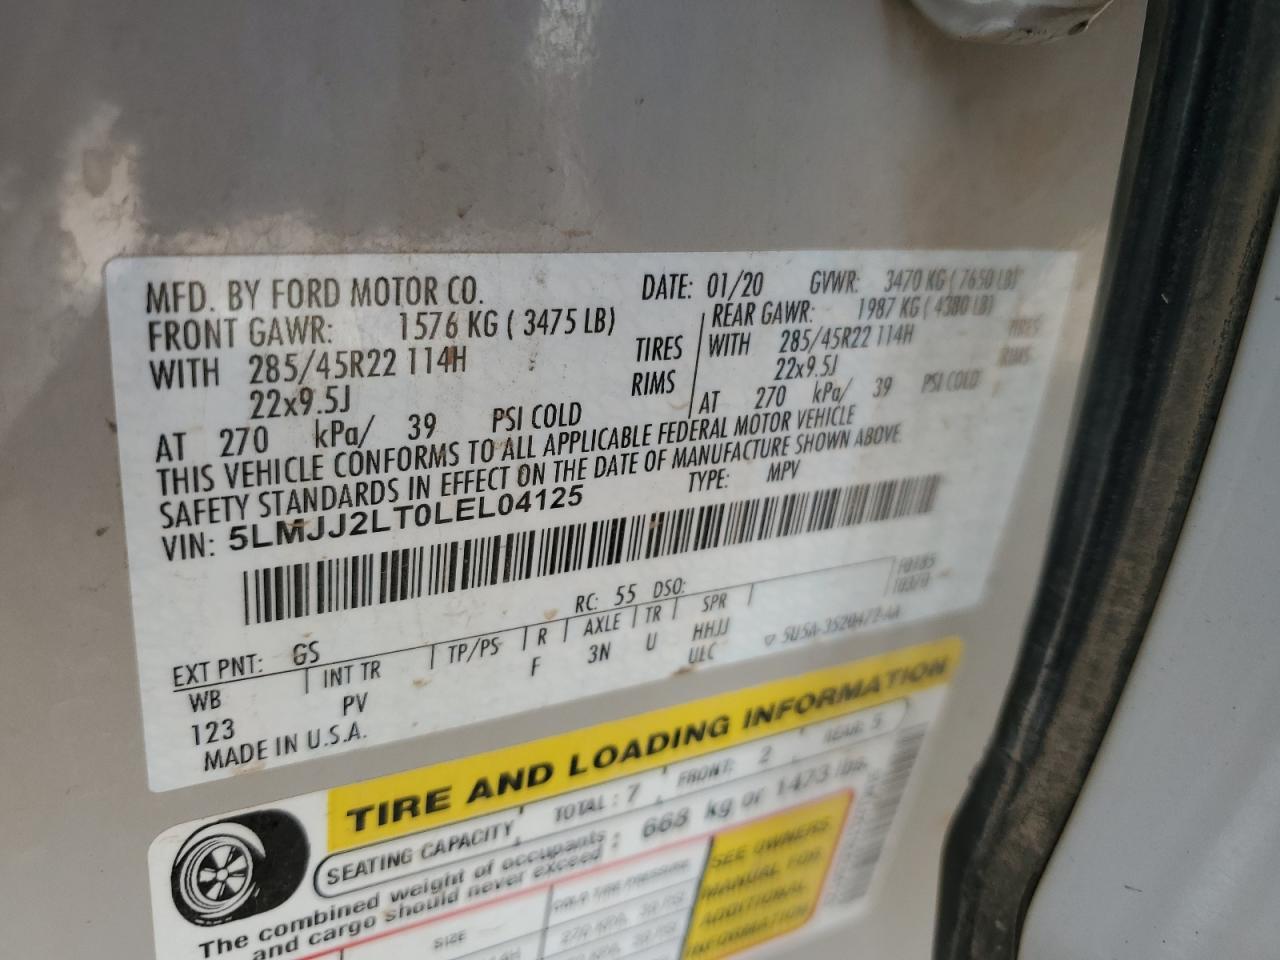 MFD. BY FORD MOTOR CO. DATE: 01/20 GVWR: 3470 KG ( 7650 LB)
FRONT GAWR: 1576 KG ( 3475 LB) REAR GAWR: 1987 KG ( 4380 LB)
WITH 285/45R22 114H TIRES WITH 285/45R22 114H TIRES
22x9.5J RIMS 22x9.5J RIMS
AT 270 kPa/ 39 PSI COLD AT 270 kPa/ 39 PSI COLD
THIS VEHICLE CONFORMS TO ALL APPLICABLE FEDERAL MOTOR VEHICLE
SAFETY STANDARDS IN EFFECT ON THE DATE OF MANUFACTURE SHOWN ABOVE.
VIN: 5LMJJ2LT0LEL04125 TYPE: MPV
EXT PNT: GS RC: 55 DSO:
WB INT TR TP/PS R AXLE TR SPR
123 PV F 3N U HHJJ
ULC
MADE IN U.S.A.
TIRE AND LOADING INFORMATION
SEATING CAPACITY TOTAL : 7 FRONT: 2 REAR: 5
The combined weight of occupants
and cargo should never exceed : 668 kg or 1473 lbs.
SIZE COLD TIRE PRESSURE
SEE OWNERS
MANUAL FOR
ADDITIONAL
INFORMATION